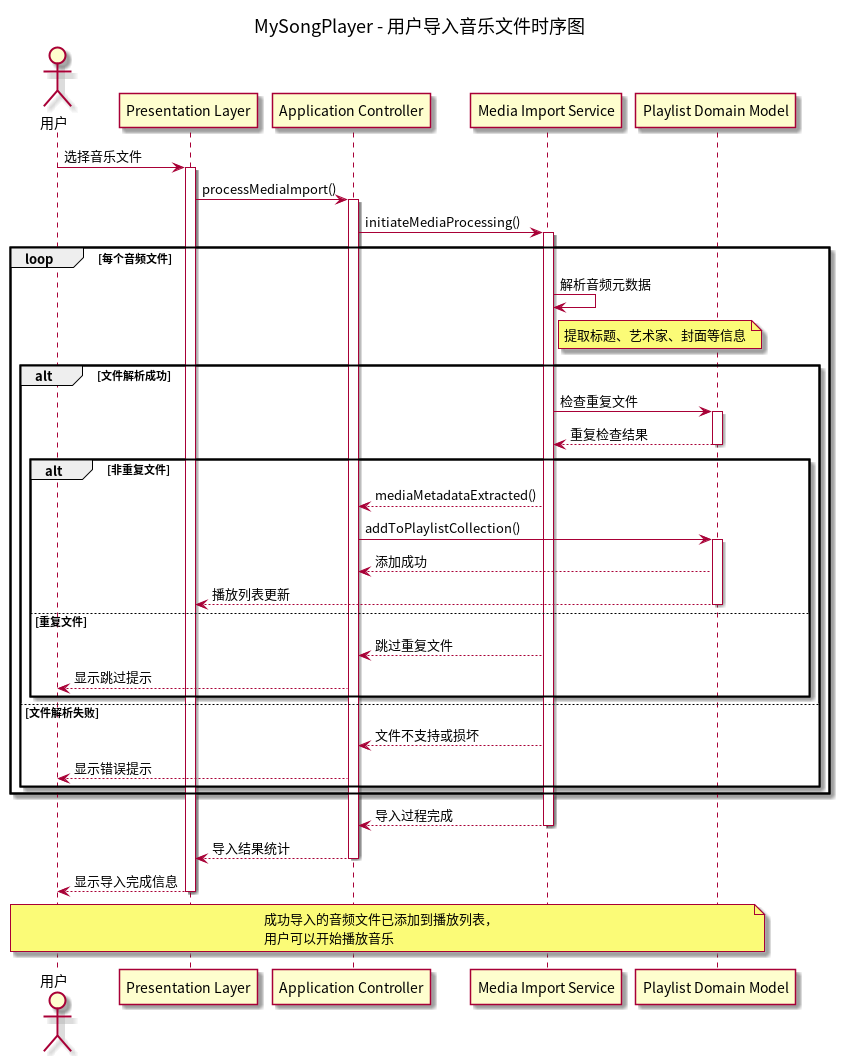 MySongPlayer - 用户导入音乐文件时序图
用户
Presentation Layer
Application Controller
Media Import Service
Playlist Domain Model
选择音乐文件
processMediaImport()
initiateMediaProcessing()
loop
[每个音频文件]
解析音频元数据
提取标题、艺术家、封面等信息
alt
[文件解析成功]
检查重复文件
重复检查结果
alt
[非重复文件]
mediaMetadataExtracted()
addToPlaylistCollection()
添加成功
播放列表更新
[重复文件]
跳过重复文件
显示跳过提示
[文件解析失败]
文件不支持或损坏
显示错误提示
导入过程完成
导入结果统计
显示导入完成信息
成功导入的音频文件已添加到播放列表，
用户可以开始播放音乐
用户
Presentation Layer
Application Controller
Media Import Service
Playlist Domain Model